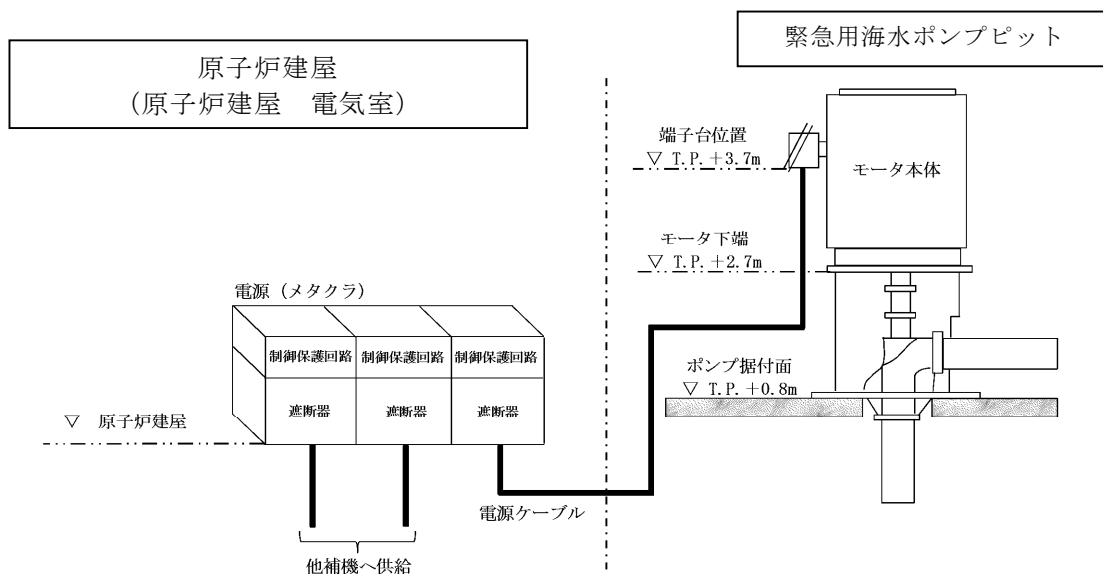 原子炉建屋
(原子炉建屋 電気室)
緊急用海水ポンプピット
端子台位置
▽ T.P.+3.7m
モータ本体
モータ下端
▽ T.P.+2.7m
電源(メタクラ)
制御保護回路 制御保護回路 制御保護回路
遮断器 遮断器 遮断器
ポンプ据付面
▽ T.P.+0.8m
▽ 原子炉建屋
電源ケーブル
他補機へ供給